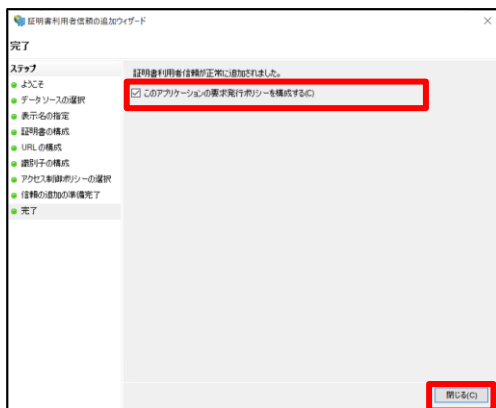 証明書利用者信頼の追加ウィザード
完了
ステップ
ようこそ
データ ソースの選択
表示名の指定
証明書の構成
URL の構成
識別子の構成
アクセス制御ポリシーの選択
信頼の追加の準備完了
完了
証明書利用者信頼が正常に追加されました。
このアプリケーションの要求発行ポリシーを構成する(C)
閉じる(C)